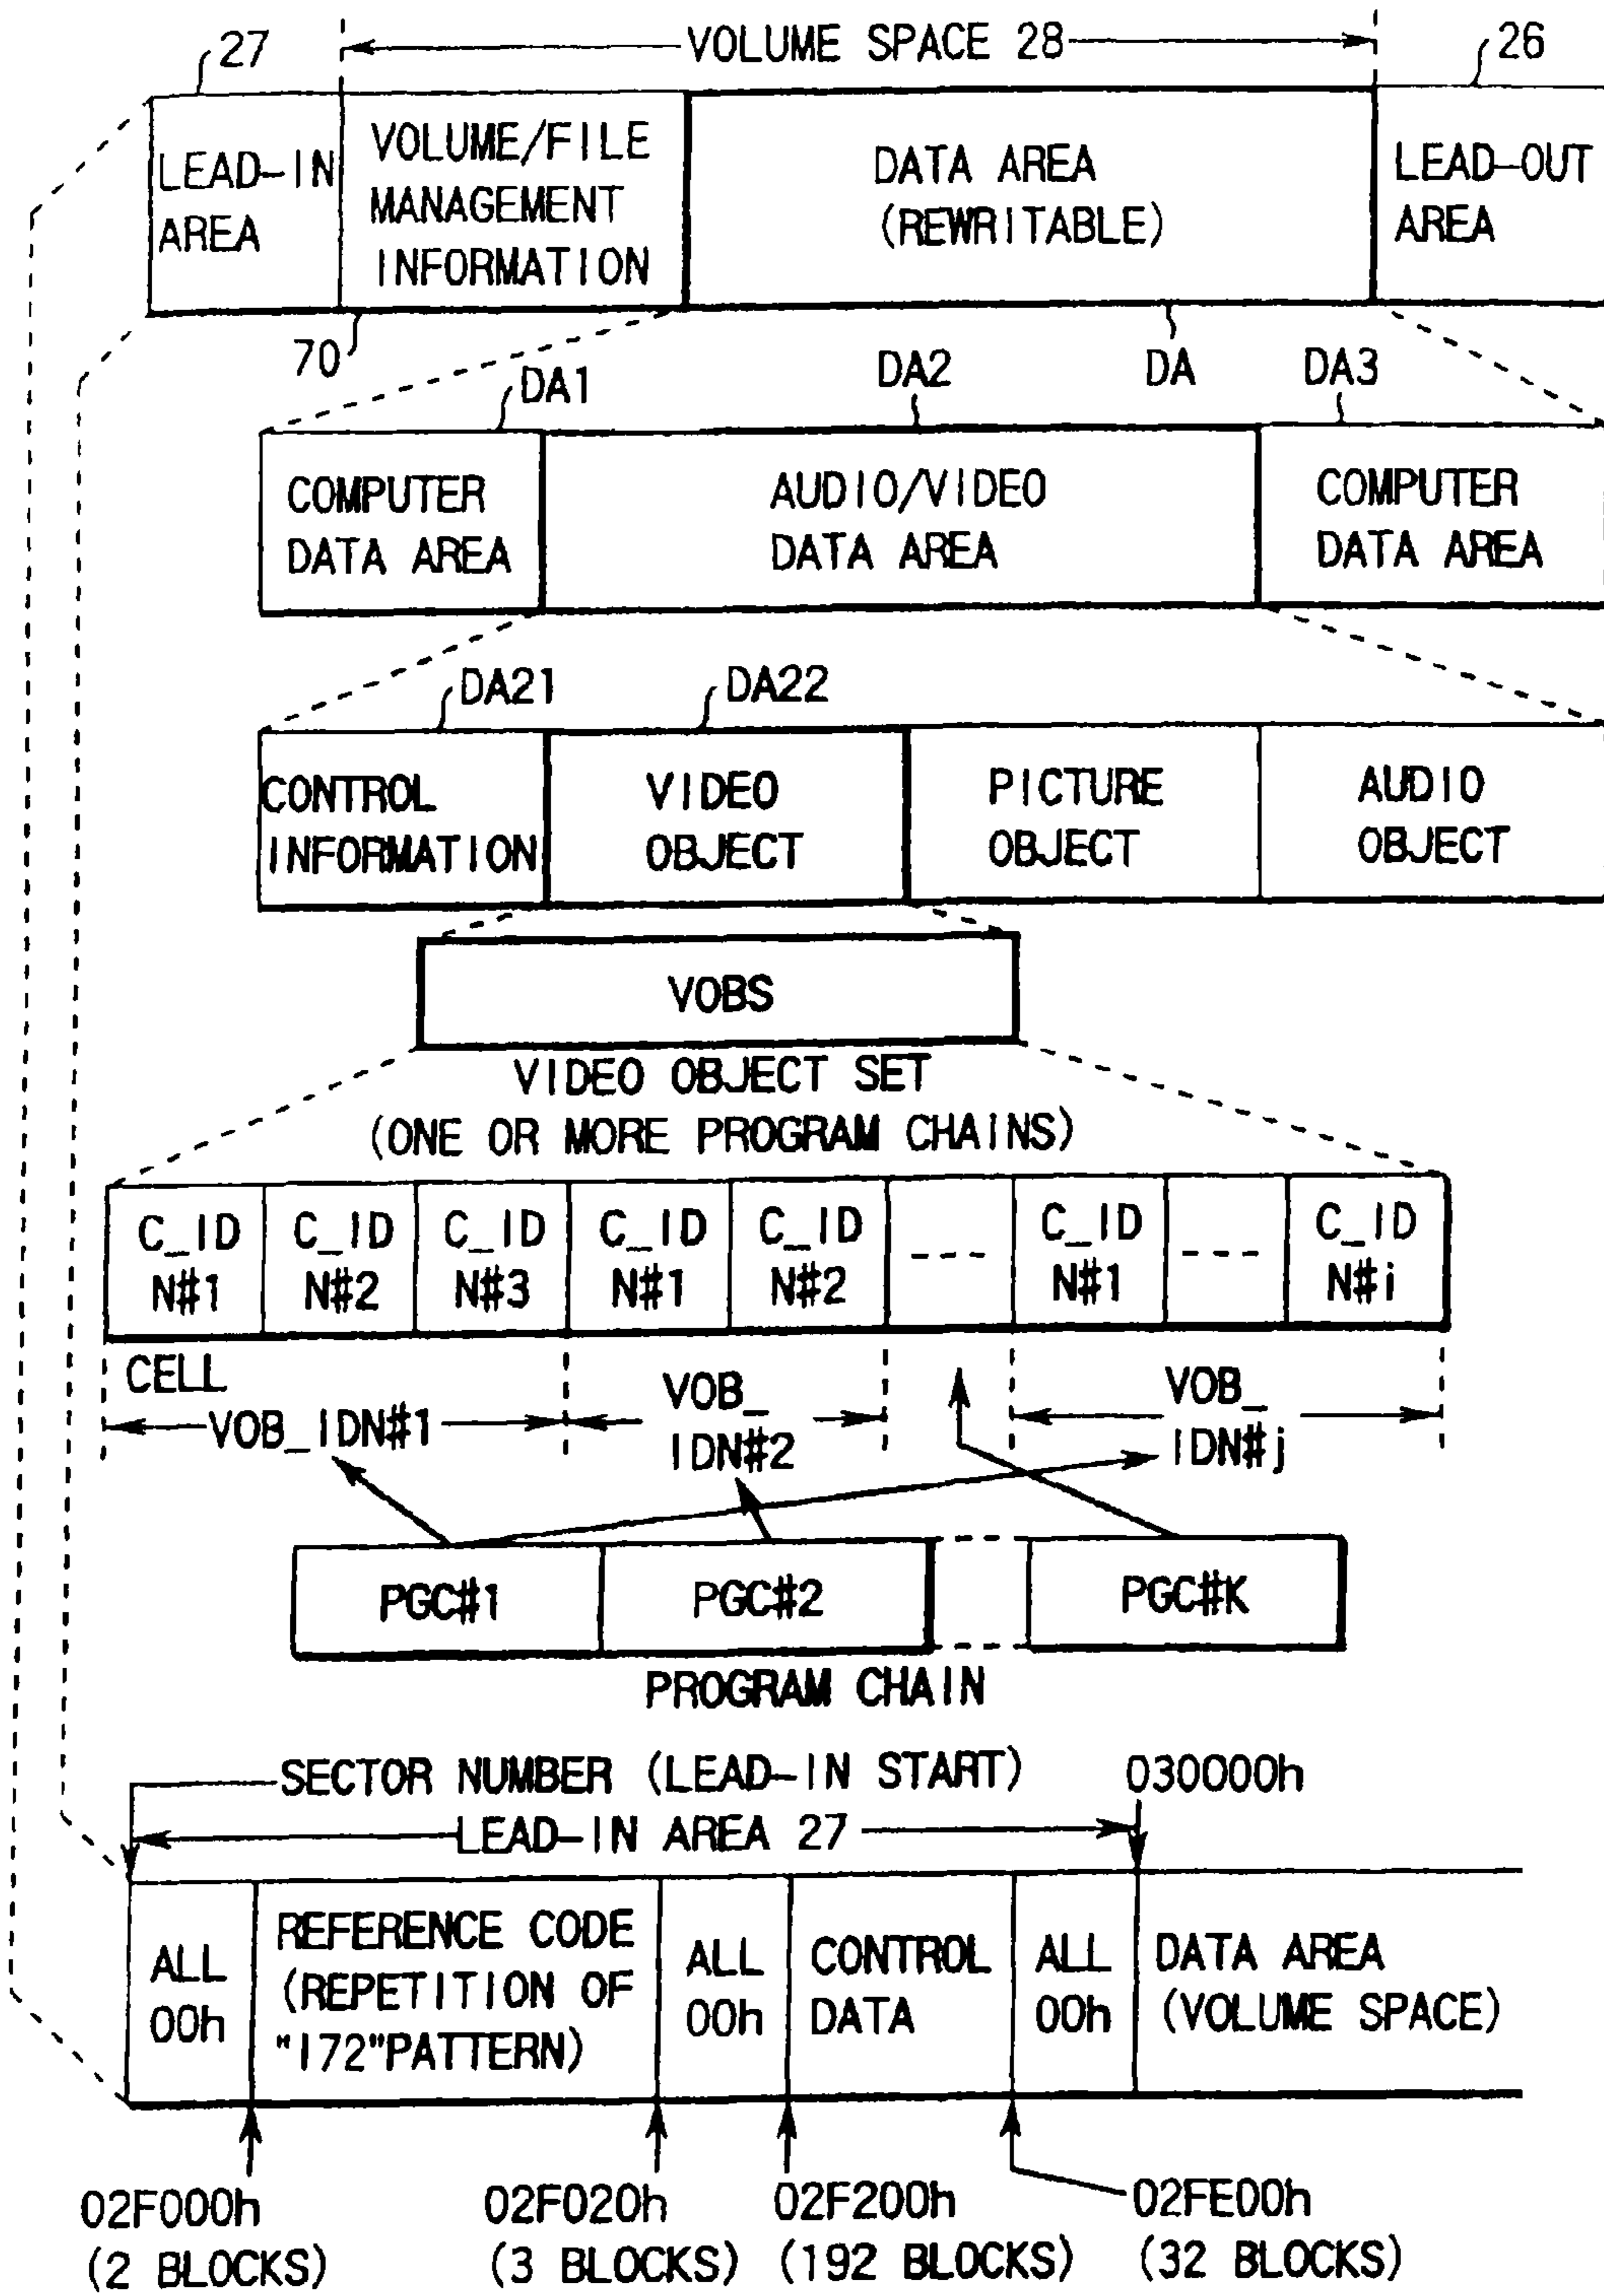 27
VOLUME SPACE 28
26
LEAD-IN
AREA
VOLUME/FILE
MANAGEMENT
INFORMATION
DATA AREA
(REWRITABLE)
LEAD-OUT
AREA
70
DA1
DA2
DA
DA3
COMPUTER
DATA AREA
AUDIO/VIDEO
DATA AREA
COMPUTER
DATA AREA
DA21
DA22
CONTROL
INFORMATION
VIDEO
OBJECT
PICTURE
OBJECT
AUDIO
OBJECT
VOBS
VIDEO OBJECT SET
(ONE OR MORE PROGRAM CHAINS)
C_ID
N#1
C_ID
N#2
C_ID
N#3
C_ID
N#1
C_ID
N#2
----
C_ID
N#1
----
C_ID
N#i
CELL
VOB_IDN#1
VOB_
IDN#2
VOB_
IDN#j
PGC#1
PGC#2
PGC#K
PROGRAM CHAIN
SECTOR NUMBER (LEAD-IN START)
030000h
LEAD-IN AREA 27
ALL
00h
REFERENCE CODE
(REPETITION OF
"172"PATTERN)
ALL
00h
CONTROL
DATA
ALL
00h
DATA AREA
(VOLUME SPACE)
02F000h
(2 BLOCKS)
02F020h
(3 BLOCKS)
02F200h
(192 BLOCKS)
02FE00h
(32 BLOCKS)